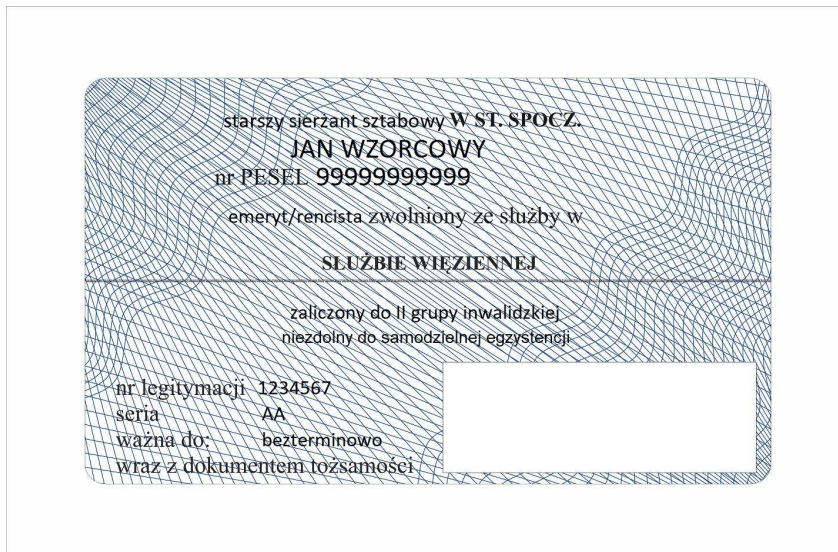 starszy sierżant sztabowy W ST. SPOCZ.
JAN WZORCOWY
nr PESEL 99999999999
emeryt/rencista zwolniony ze służby w
SŁUŻBIE WIĘZIENNEJ
zaliczony do II grupy inwalidzkiej
niezdolny do samodzielnej egzystencji
nr legitymacji 1234567
seria AA
ważna do: bezterminowo
wraz z dokumentem tożsamości